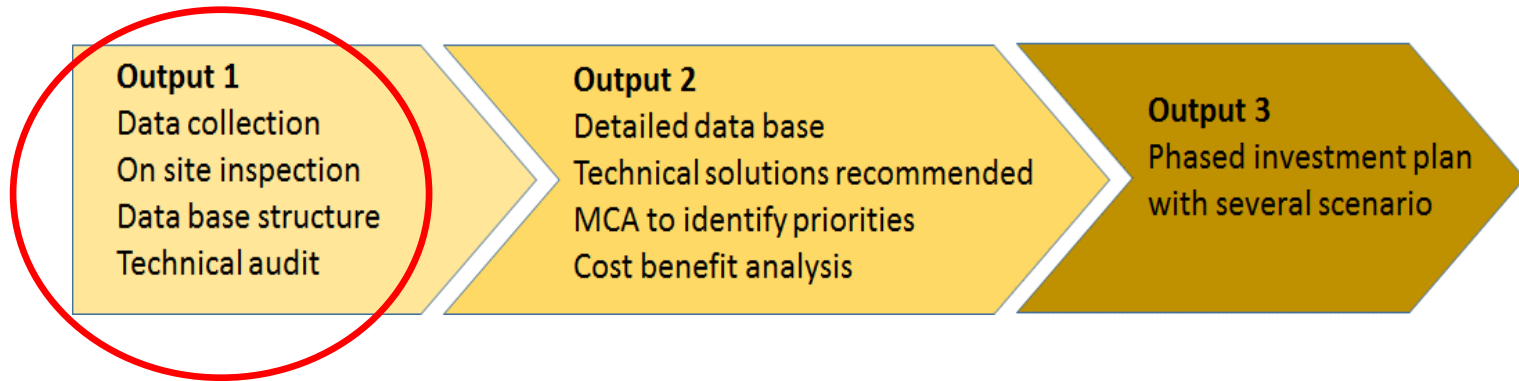 Output 1
Data collection
On site inspection
Data base structure
Technical audit
Output 2
Detailed data base
Technical solutions recommended
MCA to identify priorities
Cost benefit analysis
Output 3
Phased investment plan
with several scenario